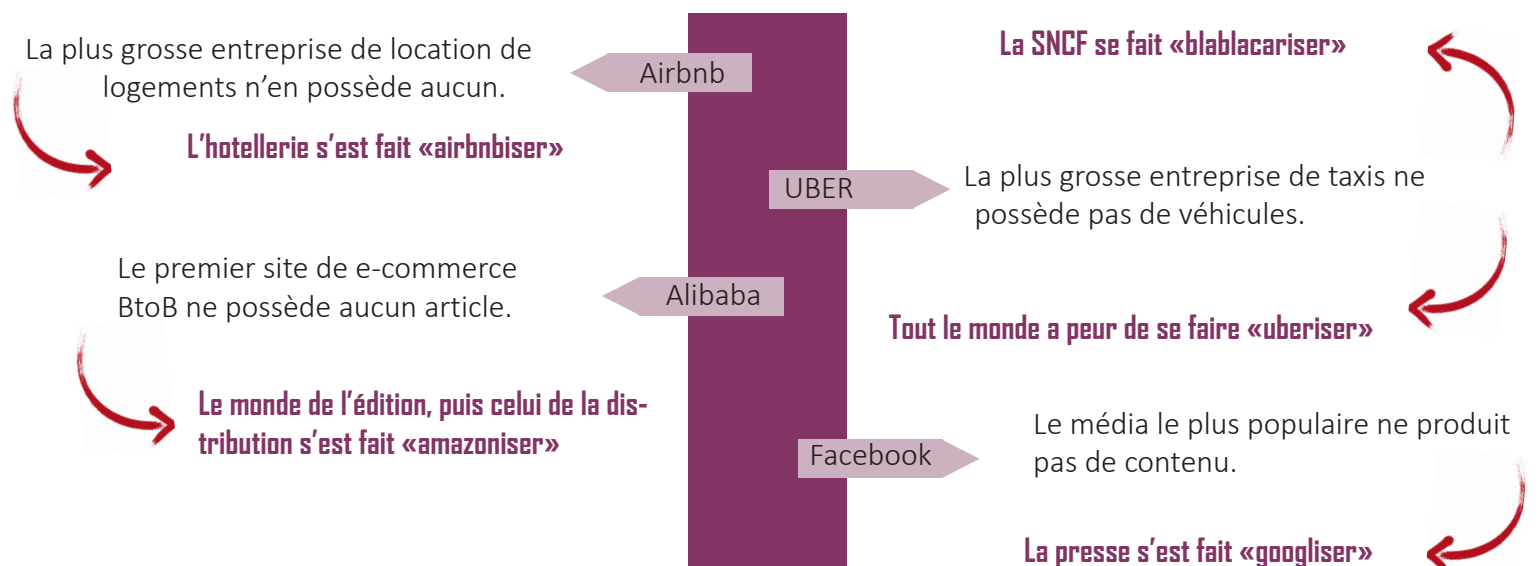 La plus grosse entreprise de location de
logements n’en possède aucun.
Airbnb
L’hotellerie s’est fait «airbnbiser»
La SNCF se fait «blablacariser»
UBER
La plus grosse entreprise de taxis ne
possède pas de véhicules.
Tout le monde a peur de se faire «uberiser»
Le premier site de e-commerce
BtoB ne possède aucun article.
Alibaba
Le monde de l’édition, puis celui de la dis-
tribution s’est fait «amazoniser»
Facebook
Le média le plus populaire ne produit
pas de contenu.
La presse s’est fait «googliser»